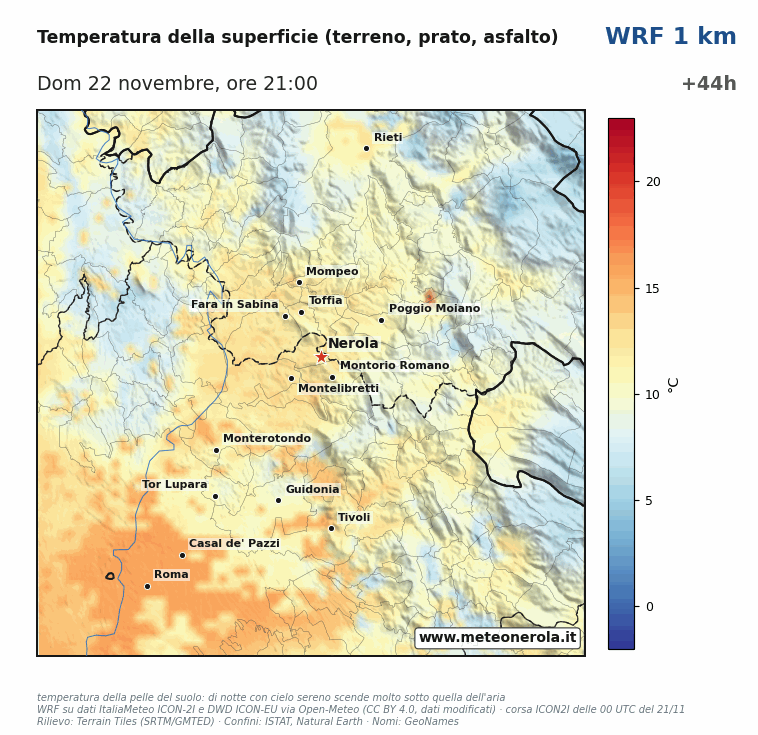 Temperatura della superficie (terreno, prato, asfalto)
WRF 1 km
Dom 22 novembre, ore 21:00
+44h
Rieti
Mompeo
Toffia
Fara in Sabina
Poggio Moiano
Nerola
Montorio Romano
Montelibretti
Monterotondo
Tor Lupara
Guidonia
Tivoli
Casal de' Pazzi
Roma
www.meteonerola.it
20
15
10
5
0
°C
temperatura della pelle del suolo: di notte con cielo sereno scende molto sotto quella dell'aria
WRF su dati ItaliaMeteo ICON-2I e DWD ICON-EU via Open-Meteo (CC BY 4.0, dati modificati) · corsa ICON2I delle 00 UTC del 21/11
Rilievo: Terrain Tiles (SRTM/GMTED) · Confini: ISTAT, Natural Earth · Nomi: GeoNames